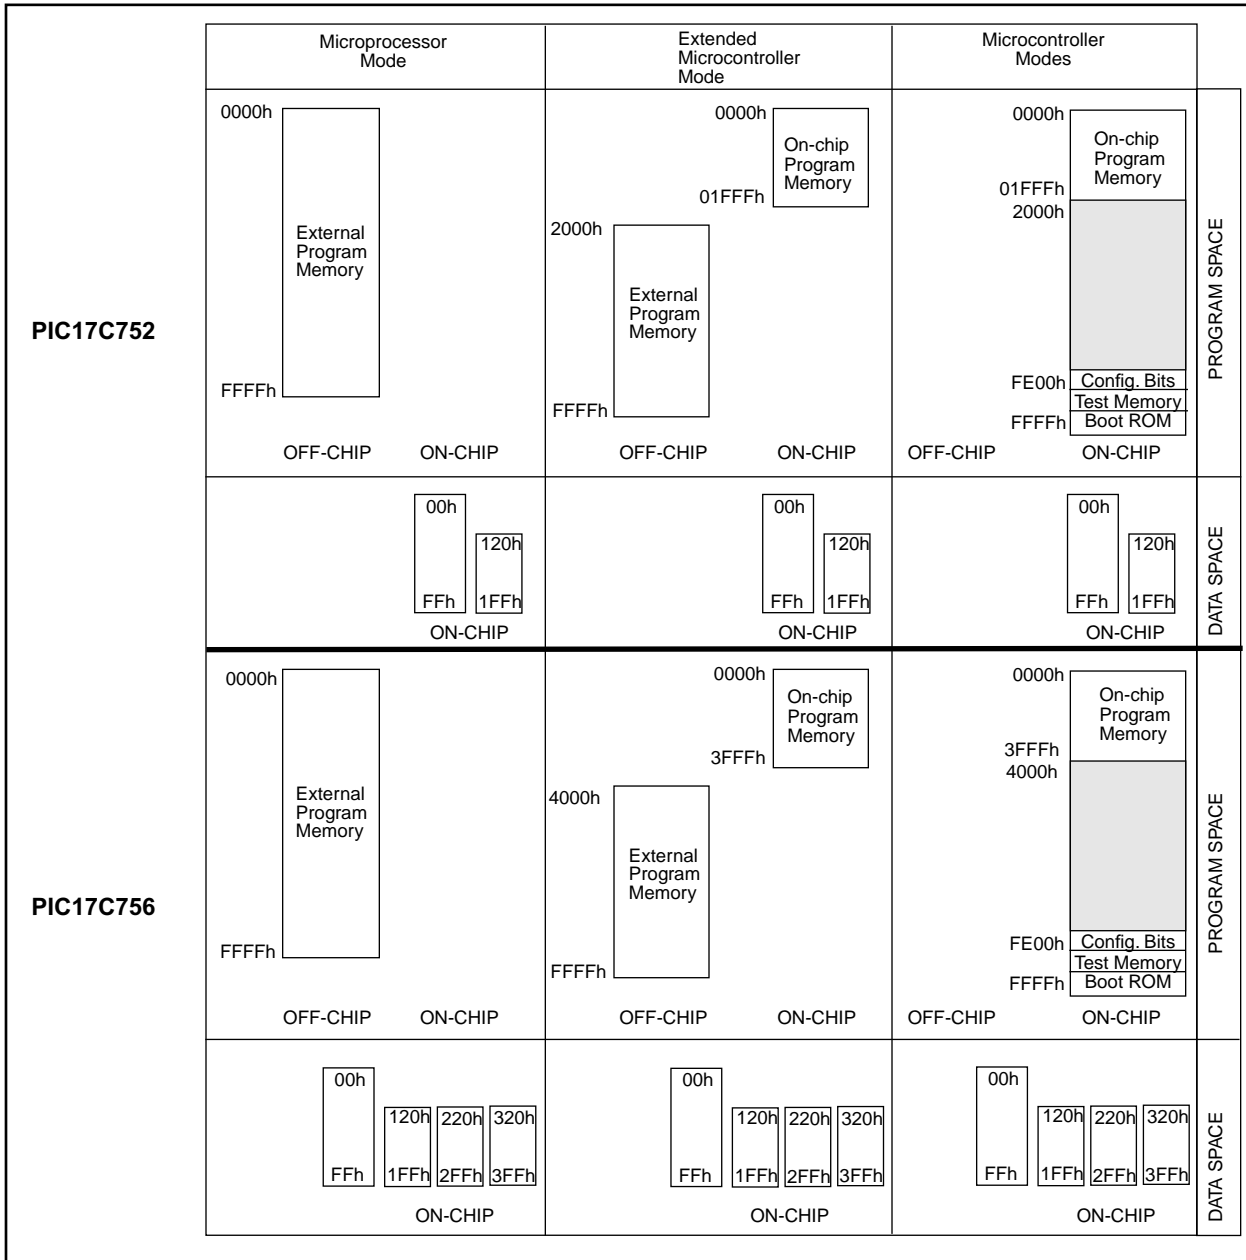 Microprocessor
Mode
Extended
Microcontroller
Mode
Microcontroller
Modes
PIC17C752
0000h
External
Program
Memory
FFFFh
OFF-CHIP ON-CHIP
0000h
On-chip
Program
Memory
01FFFh
2000h
External
Program
Memory
FFFFh
OFF-CHIP ON-CHIP
0000h
On-chip
Program
Memory
01FFFh
2000h
FE00h Config. Bits
Test Memory
FFFFh Boot ROM
OFF-CHIP ON-CHIP
PROGRAM SPACE
00h
120h
FFh 1FFh
ON-CHIP
00h
120h
FFh 1FFh
ON-CHIP
00h
120h
FFh 1FFh
ON-CHIP
DATA SPACE
PIC17C756
0000h
External
Program
Memory
FFFFh
OFF-CHIP ON-CHIP
0000h
On-chip
Program
Memory
3FFFh
4000h
External
Program
Memory
FFFFh
OFF-CHIP ON-CHIP
0000h
On-chip
Program
Memory
3FFFh
4000h
FE00h Config. Bits
Test Memory
FFFFh Boot ROM
OFF-CHIP ON-CHIP
PROGRAM SPACE
00h
120h 220h 320h
FFh 1FFh 2FFh 3FFh
ON-CHIP
00h
120h 220h 320h
FFh 1FFh 2FFh 3FFh
ON-CHIP
00h
120h 220h 320h
FFh 1FFh 2FFh 3FFh
ON-CHIP
DATA SPACE